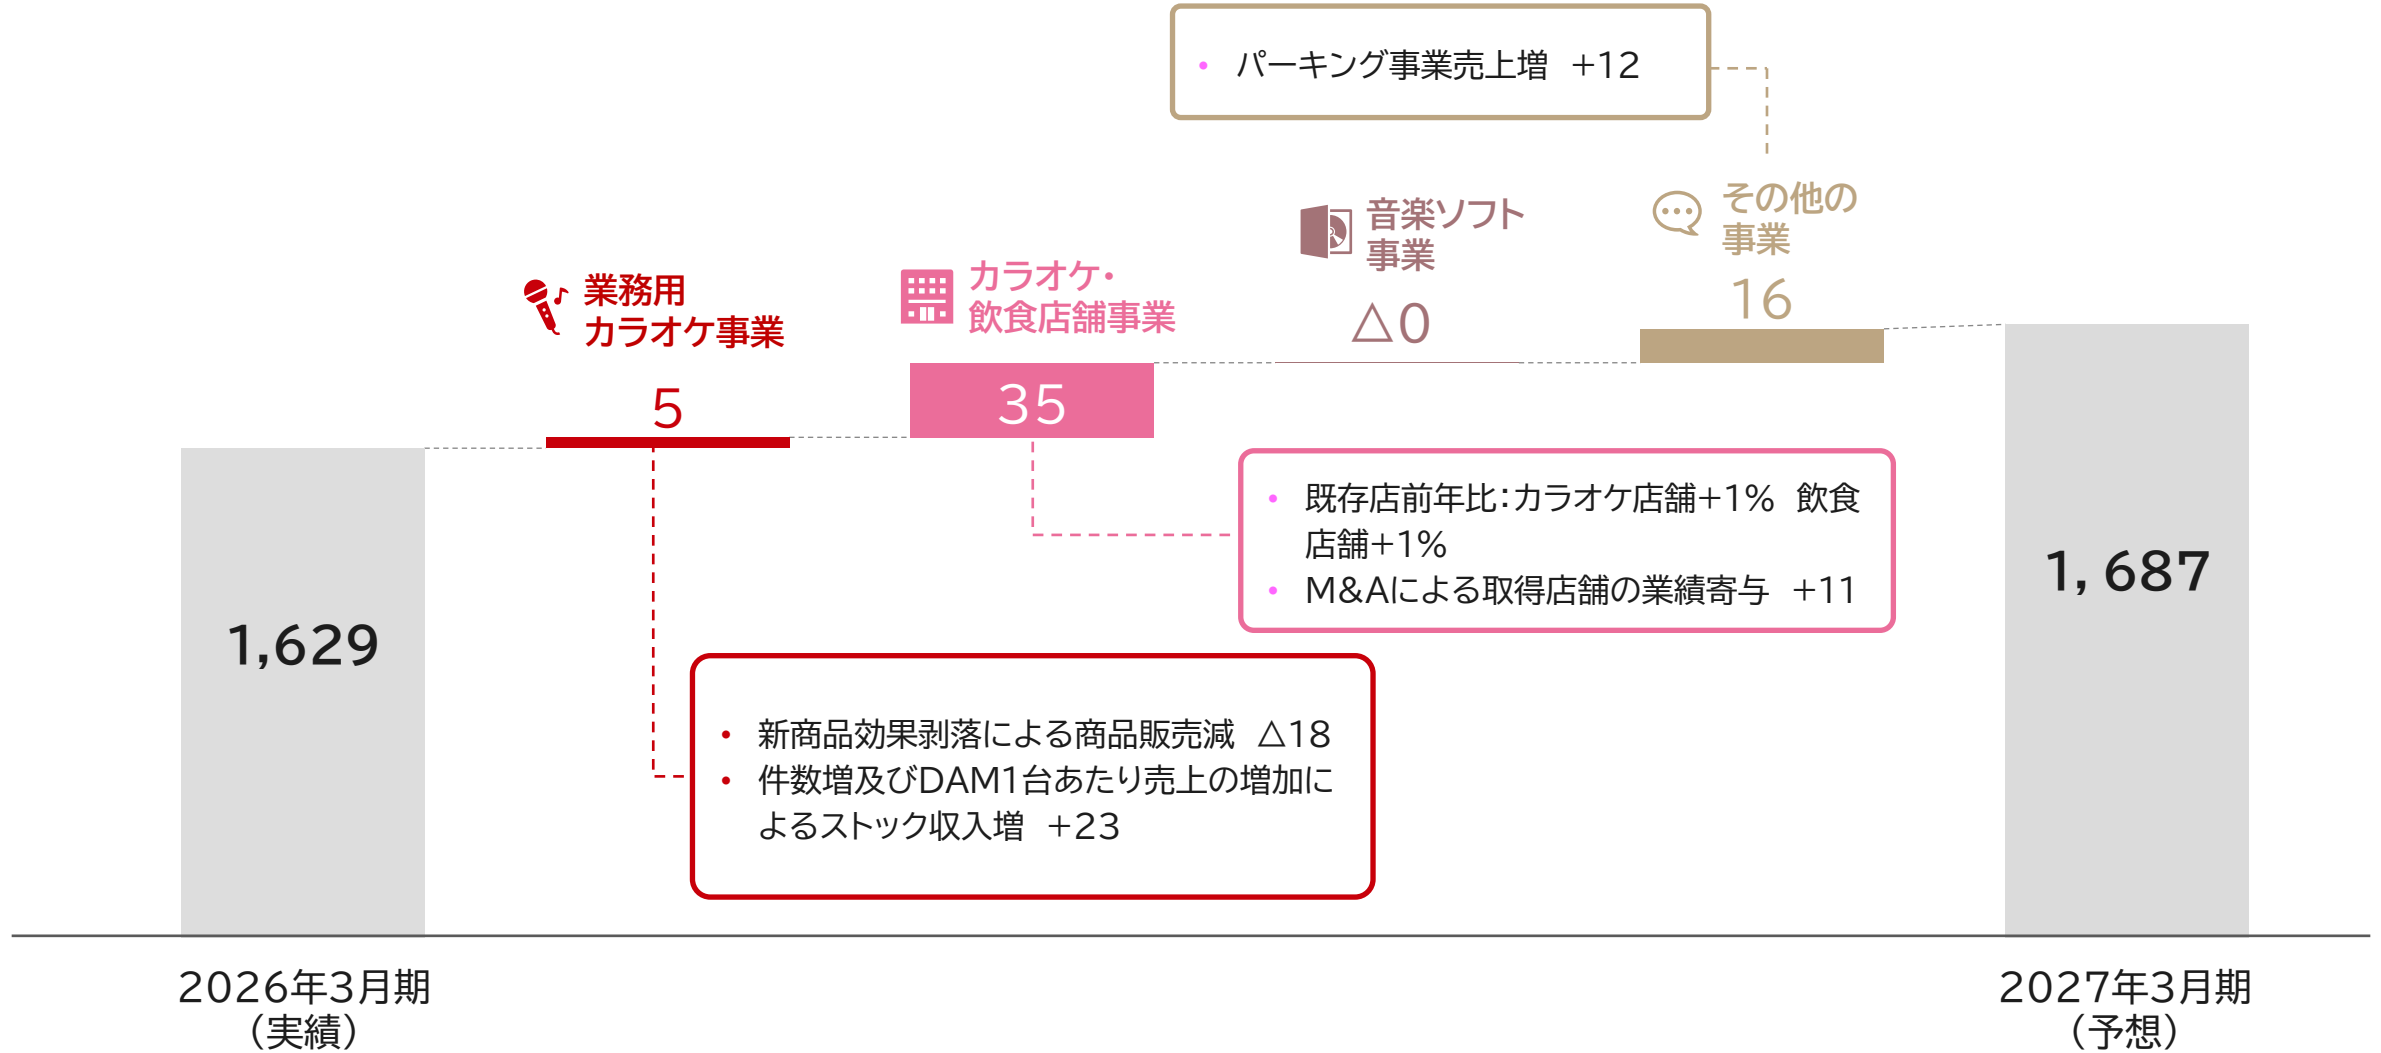 パーキング事業売上増 +12
その他の
事業
16
音楽ソフト
事業
△0
カラオケ・
飲食店舗事業
35
業務用
カラオケ事業
5
• 既存店前年比：カラオケ店舗+1% 飲食
店舗+1%
• M&Aによる取得店舗の業績寄与 +11
• 新商品効果剥落による商品販売減 △18
• 件数増及びDAM1台あたり売上の増加に
よるストック収入増 +23
1,629
1,687
2026年3月期
（実績）
2027年3月期
（予想）